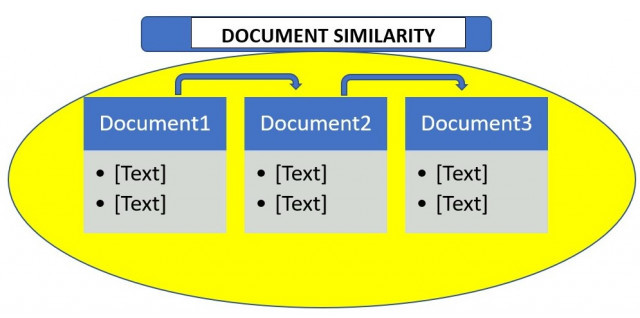 DOCUMENT SIMILARITY
Document1
• [Text]
• [Text]
Document2
• [Text]
• [Text]
Document3
• [Text]
• [Text]